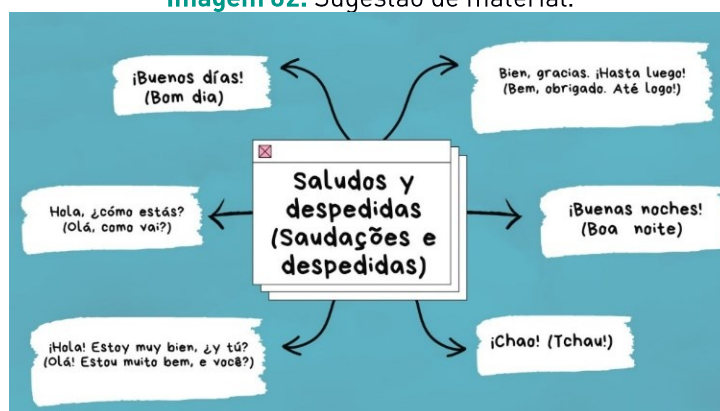 Imagem 02. Sugestão de material.
¡Buenos días!
(Bom dia)
Bien, gracias. ¡Hasta luego!
(Bem, obrigado. Até logo!)
Saludos y
despedidas
(Saudações e
despedidas)
Hola, ¿cómo estás?
(Olá, como vai?)
¡Buenas noches!
(Boa noite)
¡Hola! Estoy muy bien, ¿y tú?
(Olá! Estou muito bem, e você?)
¡Chao! (Tchau!)